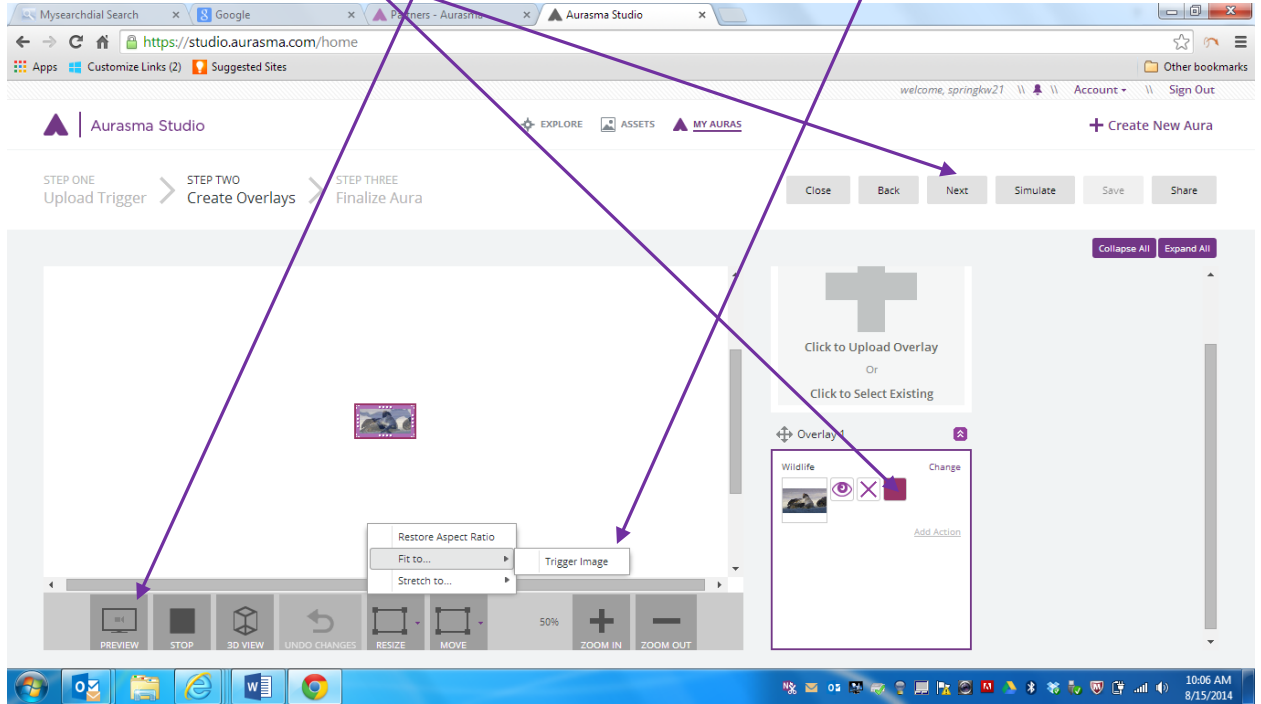 Mysearchdial Search
Google
Partners - Aurasma
Aurasma Studio
https://studio.aurasma.com/home
Apps
Customize Links (2)
Suggested Sites
Other bookmarks
welcome, springkw21 \\ \\ Account \\ Sign Out
Aurasma Studio
EXPLORE
ASSETS
MY AURAS
Create New Aura
STEP ONE
Upload Trigger
STEP TWO
Create Overlays
STEP THREE
Finalize Aura
Close
Back
Next
Simulate
Save
Share
Collapse All
Expand All
Click to Upload Overlay
Or
Click to Select Existing
Overlay 1
Wildlife
Change
Add Action
Restore Aspect Ratio
Fit to...
Trigger Image
Stretch to...
PREVIEW
STOP
3D VIEW
UNDO CHANGES
RESIZE
MOVE
50%
ZOOM IN
ZOOM OUT
10:06 AM
8/15/2014